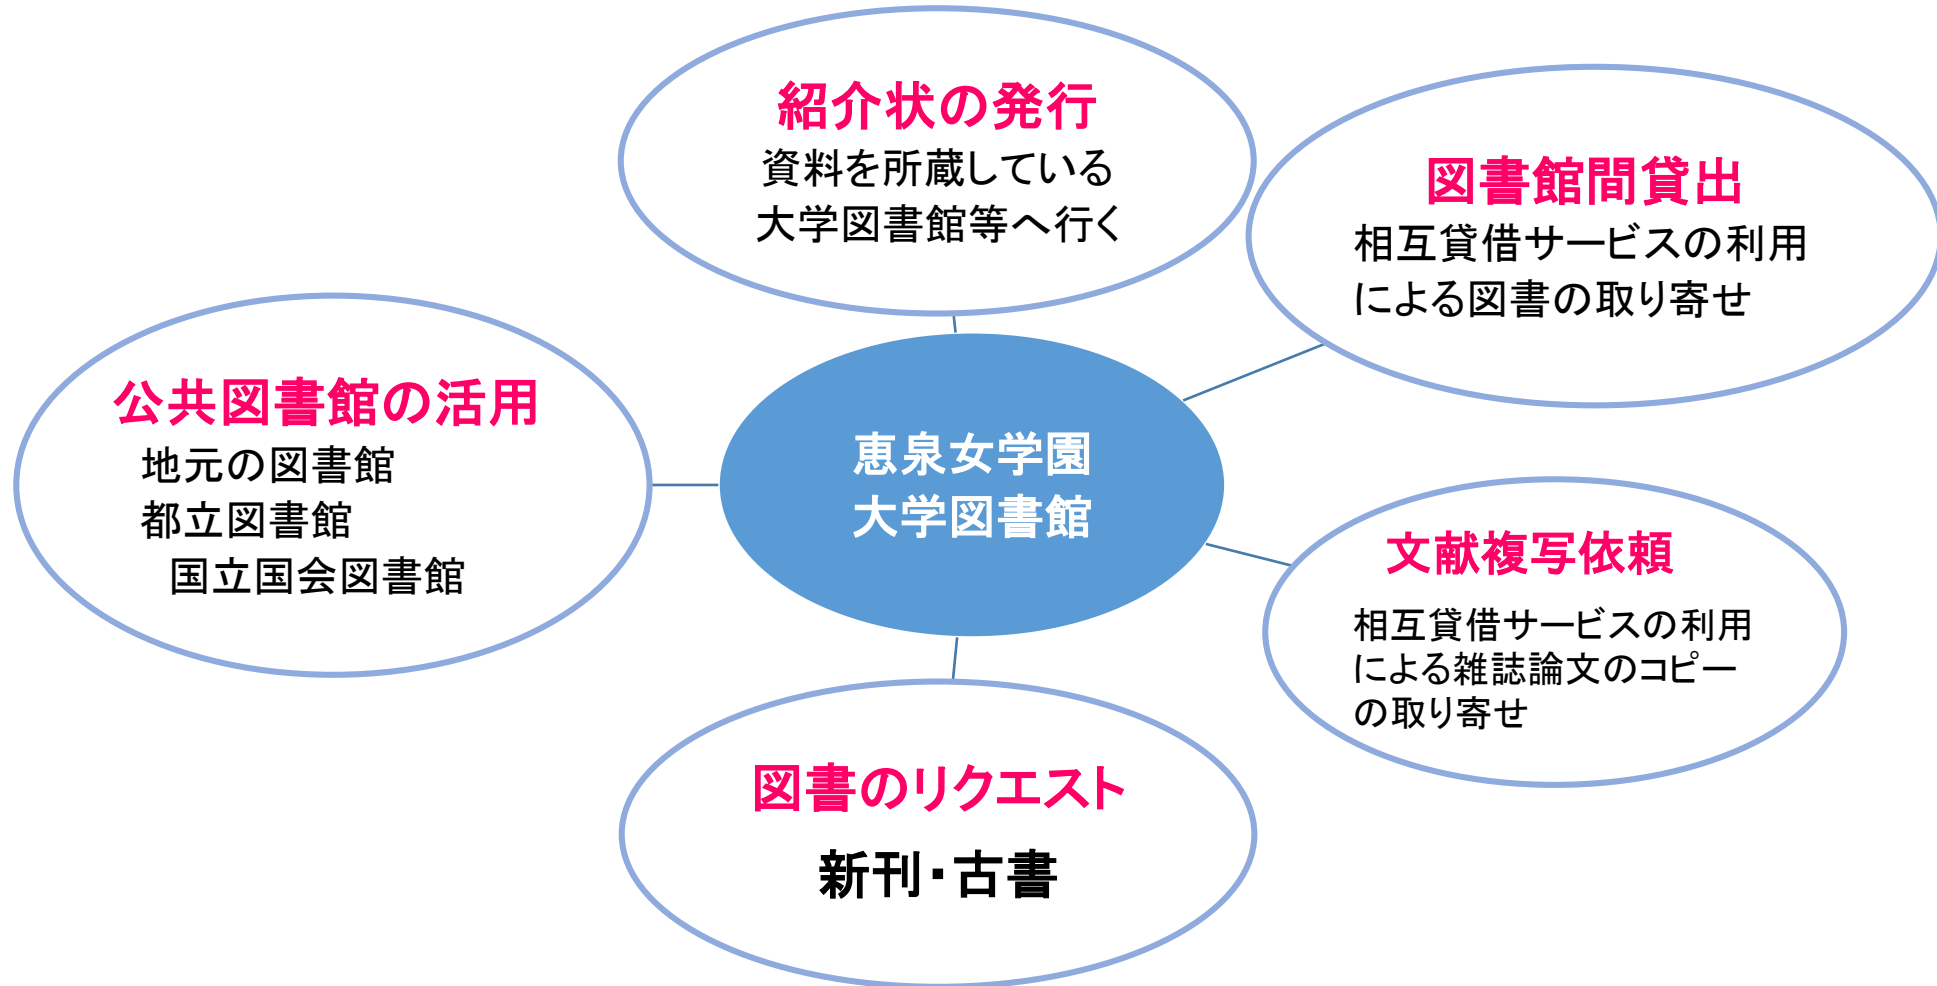 紹介状の発行
資料を所蔵している
大学図書館等へ行く
図書館間貸出
相互貸借サービスの利用
による図書の取り寄せ
公共図書館の活用
地元の図書館
都立図書館
国立国会図書館
恵泉女学園
大学図書館
文献複写依頼
相互貸借サービスの利用
による雑誌論文のコピー
の取り寄せ
図書のリクエスト
新刊・古書